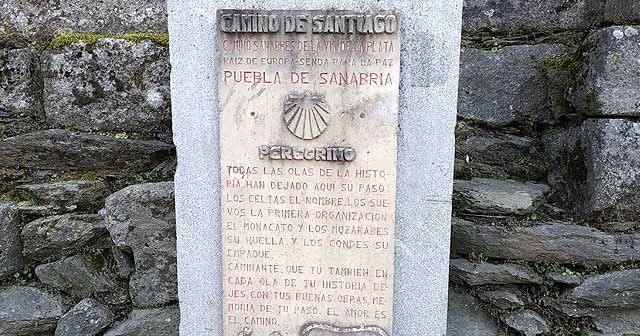 CAMINO DE SANTIAGO
CAMINO SANABRES DE LA VIA DE LA PLATA
RAIZ DE EUROPA-SENDA PARA LA PAZ
PUEBLA DE SANABRIA
PEREGRINO
TODAS LAS OLAS DE LA HISTO-
RIA, HAN DEJADO AQUI SU PASO:
LOS CELTAS EL NOMBRE, LOS SUE-
VOS LA PRIMERA ORGANIZACION
EL MONACATO Y LOS MOZARABES
SU HUELLA, Y LOS CONDES SU
EMPAQUE.
CAMINANTE, QUE TU TAMBIEN EN
CADA OLA DE TU HISTORIA DE-
JES, CON TUS BUENAS OBRAS, ME-
MORIA DE TU PASO. EL AMOR ES
EL CAMINO.